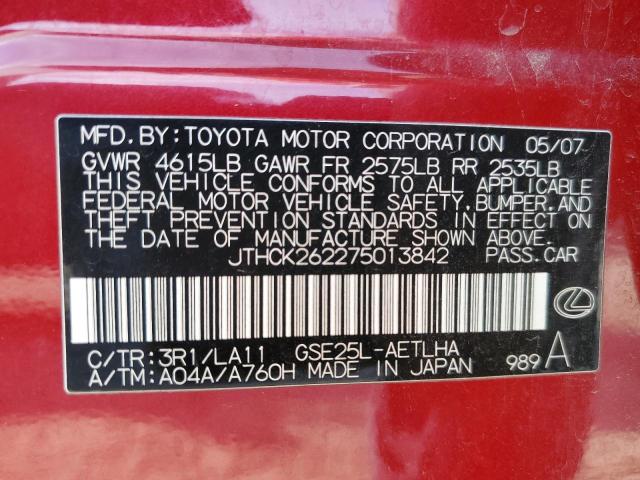 MFD.BY:TOYOTA MOTOR CORPORATION 05/07
GVWR 4615LB GAWR FR 2575LB RR 2535LB
THIS VEHICLE CONFORMS TO ALL APPLICABLE
FEDERAL MOTOR VEHICLE SAFETY.BUMPER.AND
THEFT PREVENTION STANDARDS IN EFFECT ON
THE DATE OF MANUFACTURE SHOWN ABOVE.
JTHCK262275013842 PASS.CAR
C/TR:3R1/LA11 GSE25L-AETLHA
A/TM:A04A/A760H MADE IN JAPAN 989 A